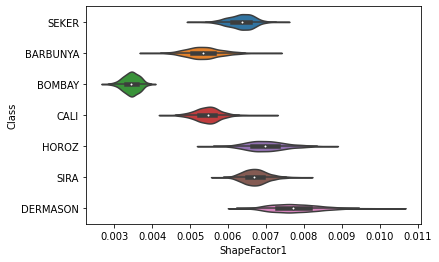 SEKER
BARBUNYA
BOMBAY
CALI
HOROZ
SIRA
DERMASON
Class
0.003 0.004 0.005 0.006 0.007 0.008 0.009 0.010 0.011
ShapeFactor1